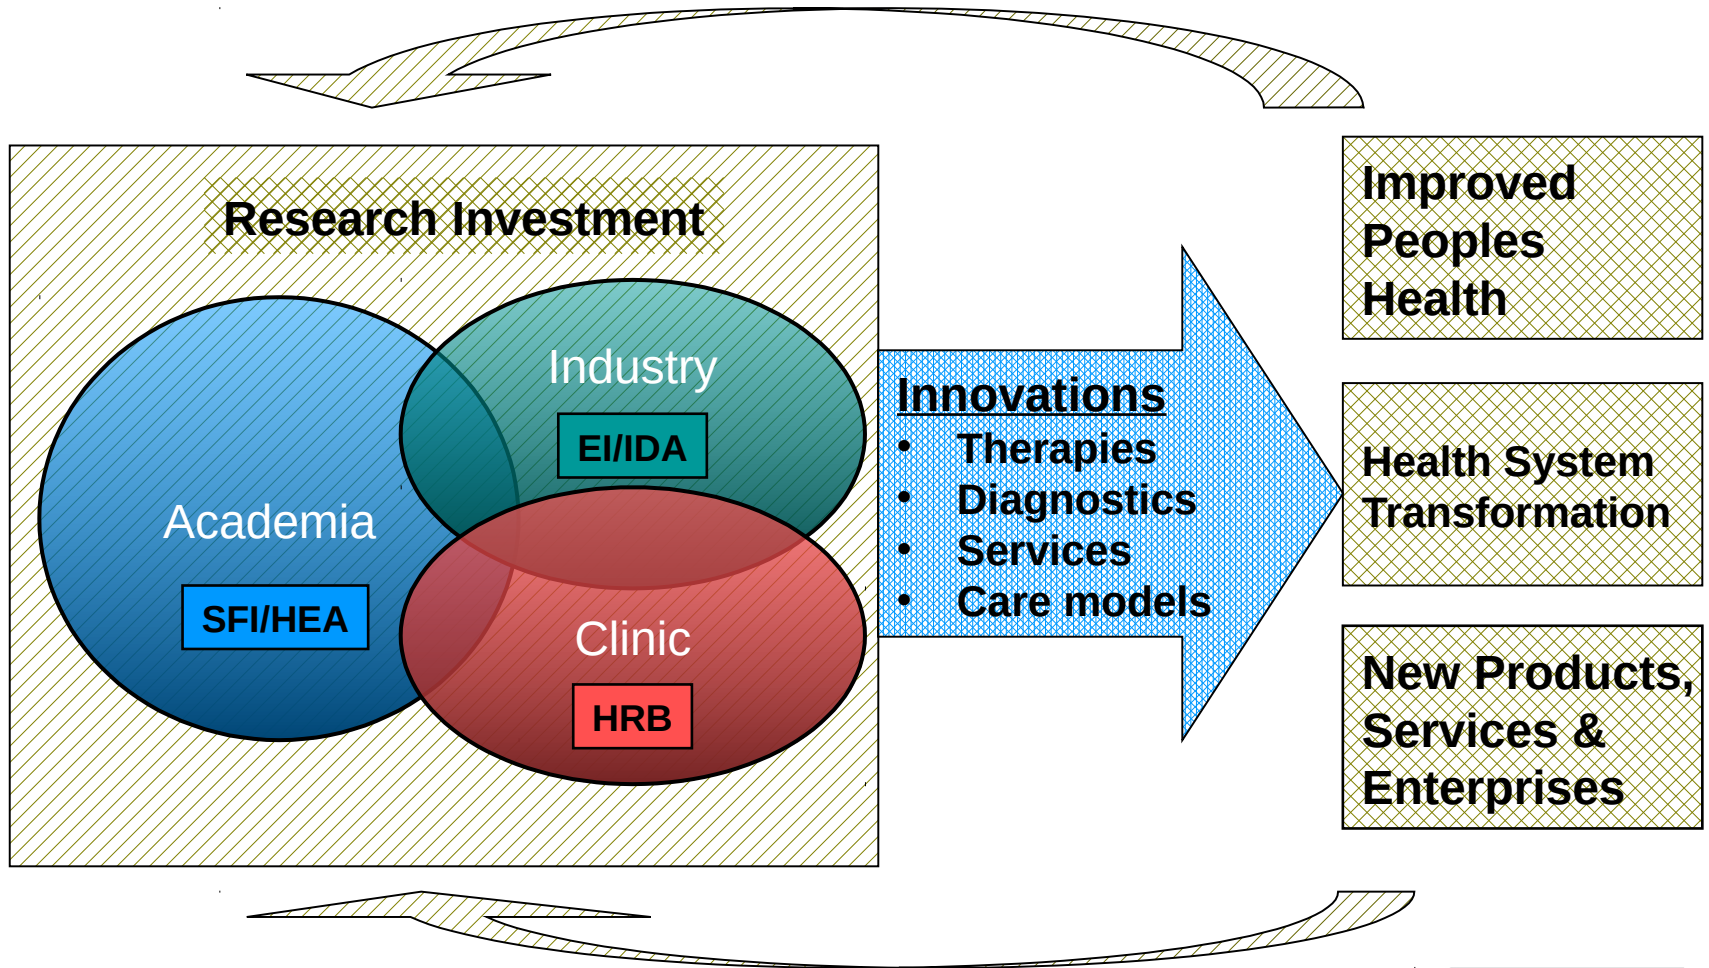 Research Investment
Industry
EI/IDA
Academia
SFI/HEA
Clinic
HRB
Innovations
• Therapies
• Diagnostics
• Services
• Care models
Improved
Peoples
Health
Health System
Transformation
New Products,
Services &
Enterprises